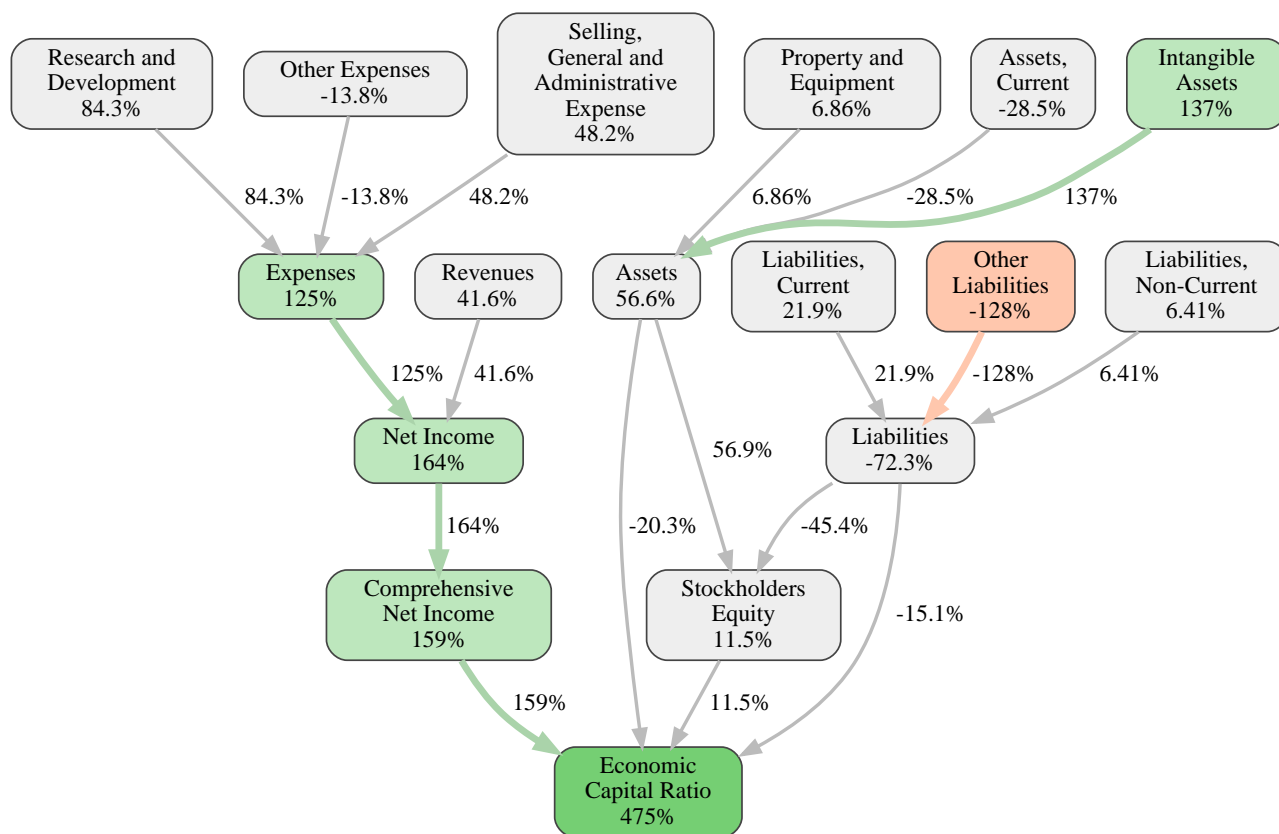 Research and
Development
84.3%
Other Expenses
-13.8%
Selling,
General and
Administrative
Expense
48.2%
Property and
Equipment
6.86%
Assets,
Current
-28.5%
Intangible
Assets
137%
84.3%
-13.8%
48.2%
6.86%
-28.5%
137%
Expenses
125%
Revenues
41.6%
Assets
56.6%
Liabilities,
Current
21.9%
Other
Liabilities
-128%
Liabilities,
Non-Current
6.41%
125%
41.6%
21.9%
-128%
6.41%
Net Income
164%
56.9%
Liabilities
-72.3%
164%
-20.3%
-45.4%
Comprehensive
Net Income
159%
Stockholders
Equity
11.5%
-15.1%
159%
11.5%
Economic
Capital Ratio
475%